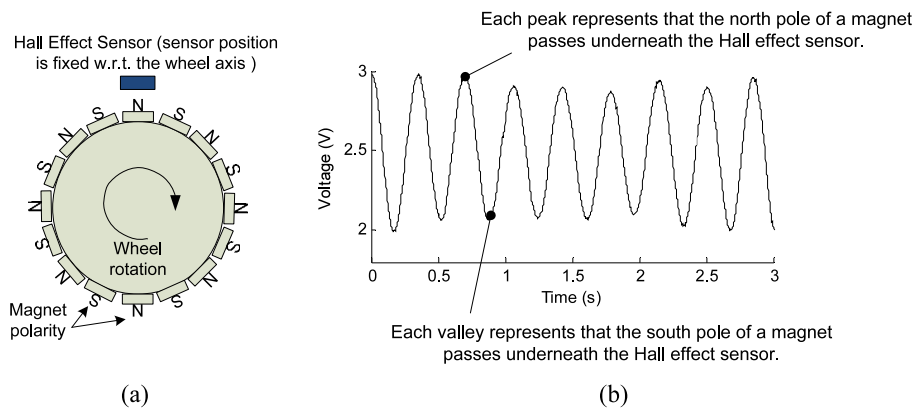 Hall Effect Sensor (sensor position
is fixed w.r.t. the wheel axis )
N
S
N
S
N
S
N
S
N
S
N
S
N
S
N
S
Wheel
rotation
Magnet
polarity
(a)
Each peak represents that the north pole of a magnet
passes underneath the Hall effect sensor.
Voltage (V)
3
2.5
2
0 0.5 1 1.5 2 2.5 3
Time (s)
Each valley represents that the south pole of a magnet
passes underneath the Hall effect sensor.
(b)